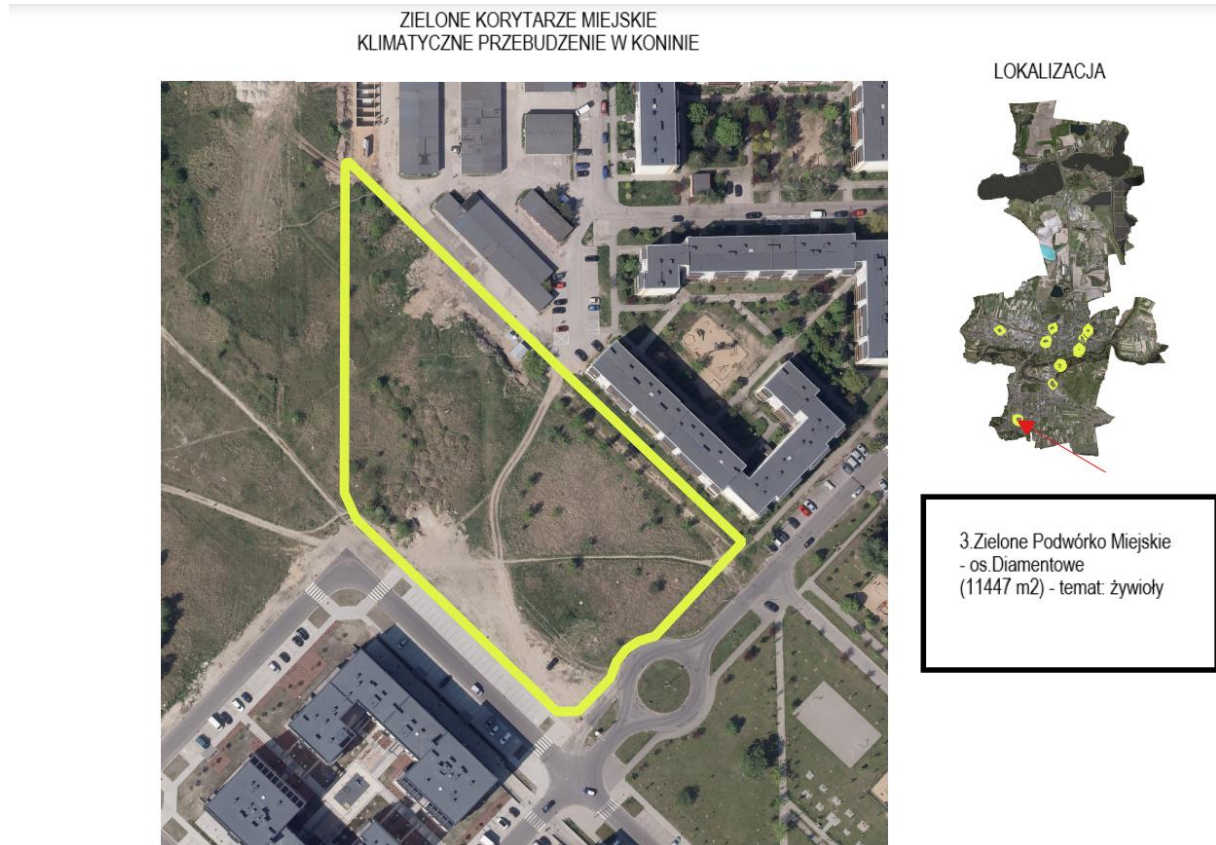 ZIELONE KORYTARZE MIEJSKIE
KLIMATYCZNE PRZEBUDZENIE W KONINIE
LOKALIZACJA
3.Zielone Podwórko Miejskie
- os.Diamentowe
(11447 m2) - temat: żywioły